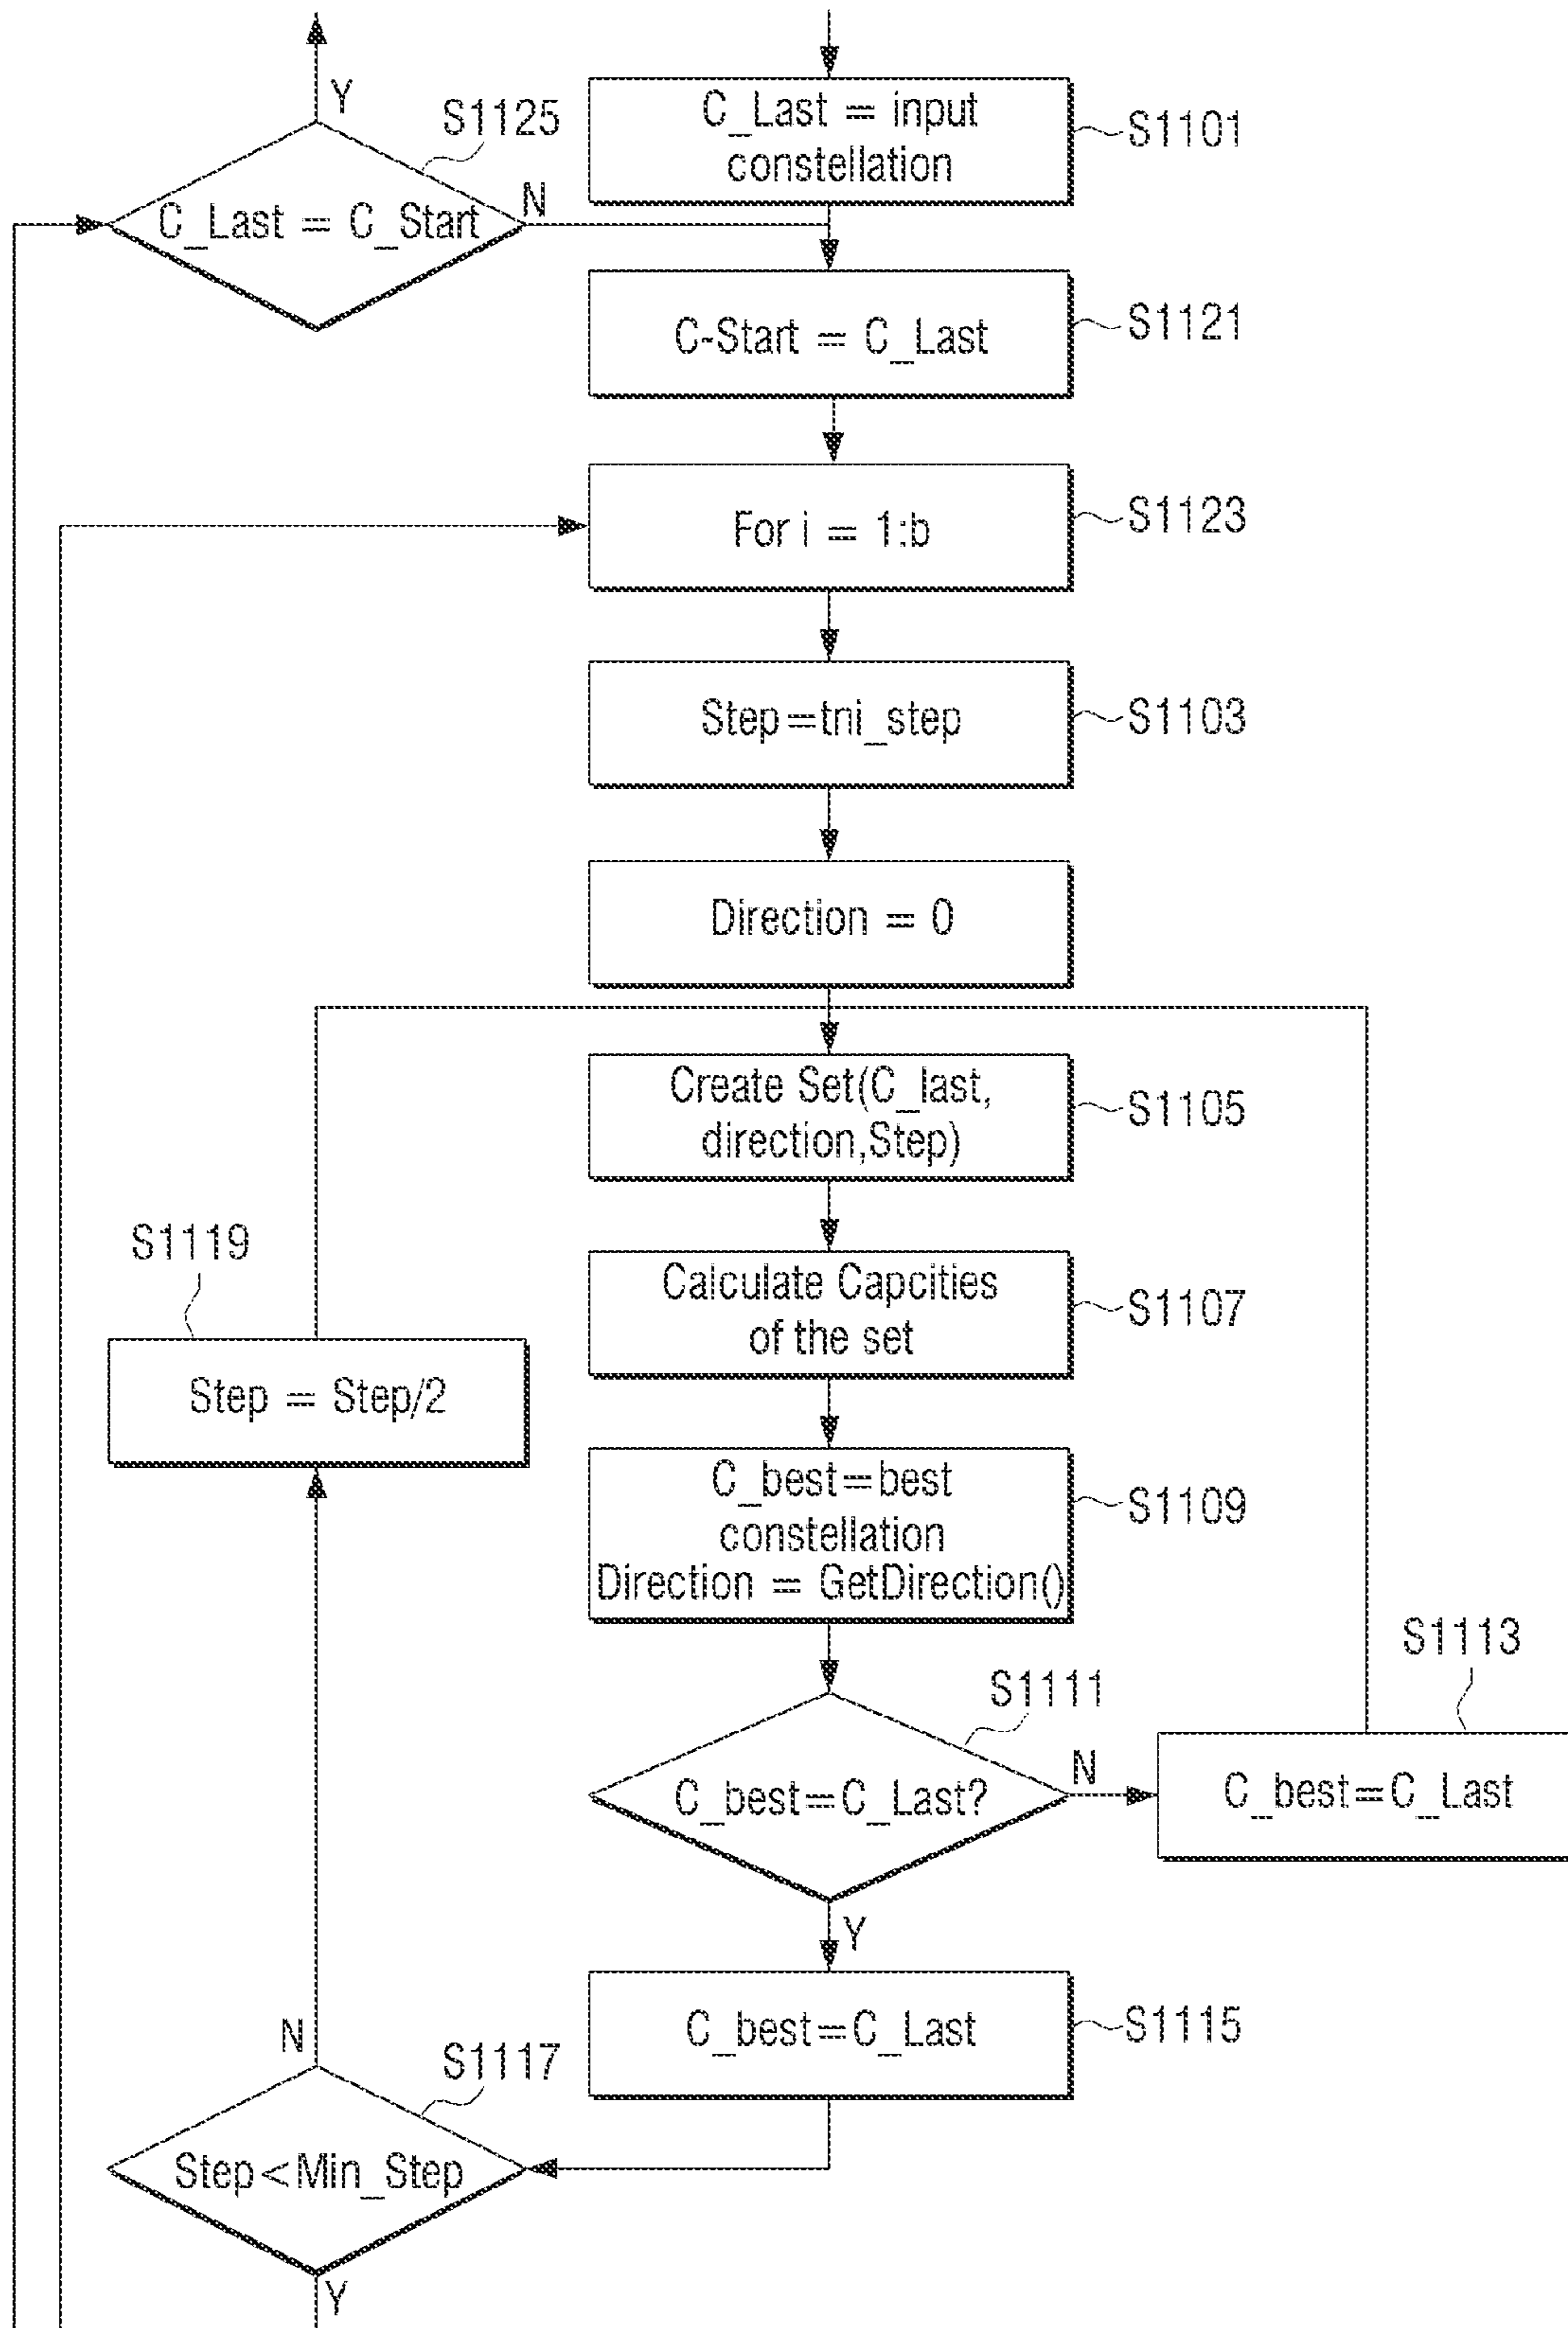 Y
S1125
C_Last = C_Start
N
C_Last = input
constellation
S1101
C-Start = C_Last
S1121
For i = 1:b
S1123
Step=tni_step
S1103
Direction = 0
Create Set(C_last,
direction,Step)
S1105
Calculate Capcities
of the set
S1107
S1119
Step = Step/2
C_best=best
constellation
Direction = GetDirection()
S1109
S1111
C_best=C_Last?
N
S1113
C_best=C_Last
Y
C_best=C_Last
S1115
N
S1117
Step<Min_Step
Y